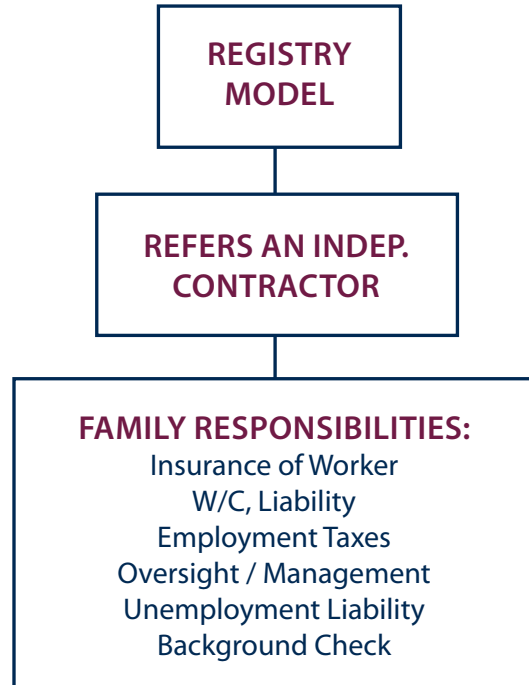 REGISTRY
MODEL
REFERS AN INDEP.
CONTRACTOR
FAMILY RESPONSIBILITIES:
Insurance of Worker
W/C, Liability
Employment Taxes
Oversight / Management
Unemployment Liability
Background Check